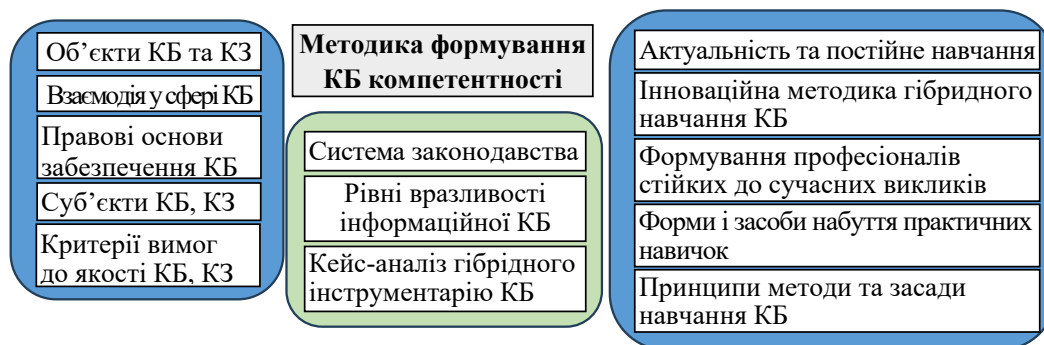 Об’єкти КБ та КЗ
Взаємодія у сфері КБ
Правові основи
забезпечення КБ
Суб’єкти КБ, КЗ
Критерії вимог
до якості КБ, КЗ
Методика формування
КБ компетентності
Система законодавства
Рівні вразливості
інформаційної КБ
Кейс-аналіз гібрідного
інструментарію КБ
Актуальність та постійне навчання
Інноваційна методика гібридного
навчання КБ
Формування професіоналів
стійких до сучасних викликів
Форми і засоби набуття практичних
навичок
Принципи методи та засади
навчання КБ